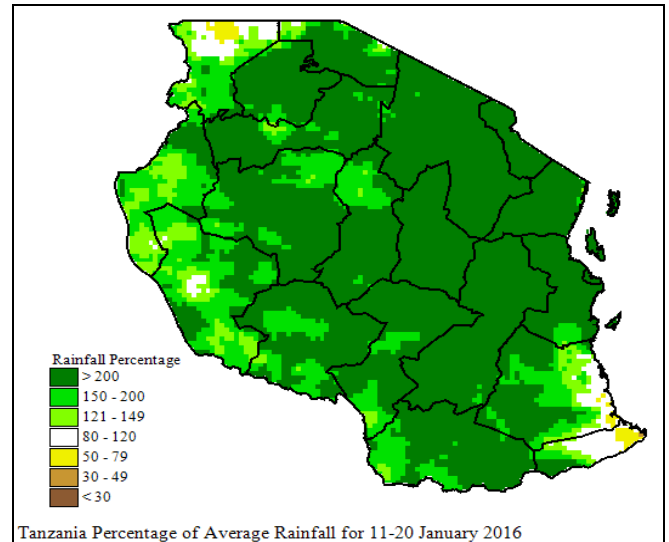 Rainfall Percentage
> 200
150 - 200
121 - 149
80 - 120
50 - 79
30 - 49
< 30
Tanzania Percentage of Average Rainfall for 11-20 January 2016